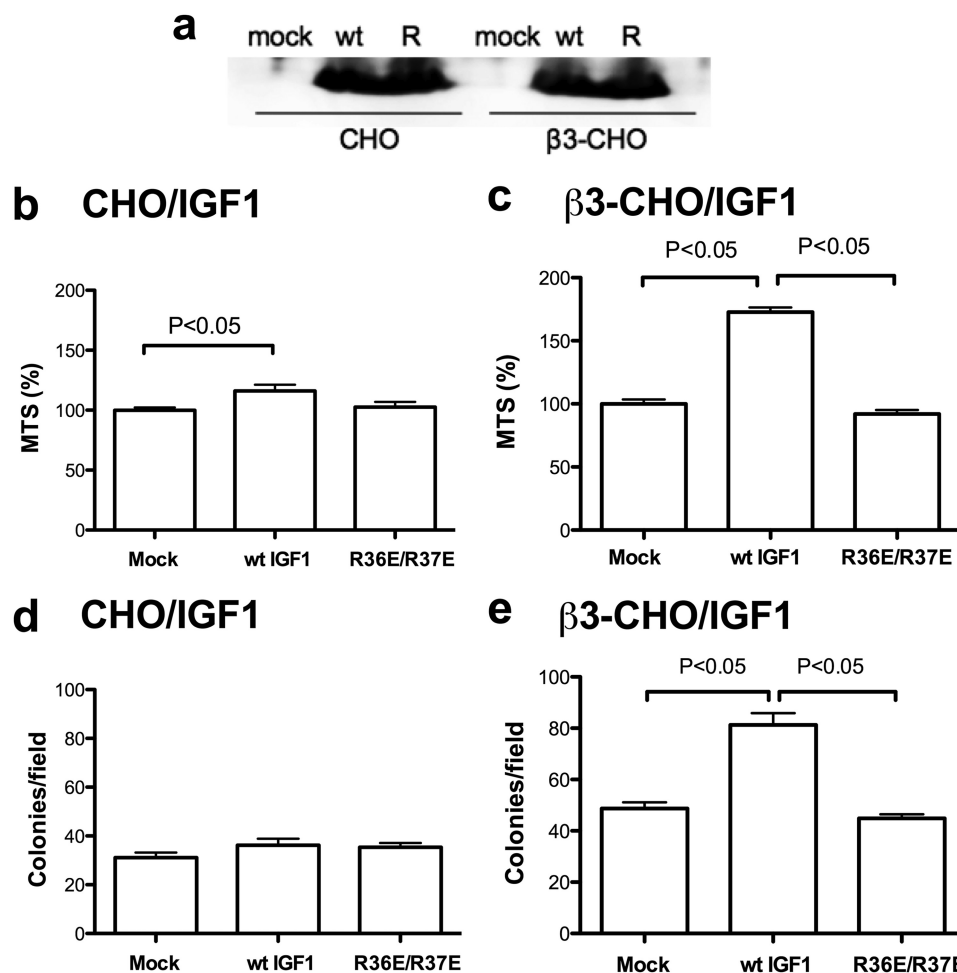 a
mock wt R mock wt R
CHO β3-CHO
b CHO/IGF1
P<0.05
MTS (%)
200
150
100
50
0
Mock wt IGF1 R36E/R37E
c β3-CHO/IGF1
P<0.05 P<0.05
MTS (%)
200
150
100
50
0
Mock wt IGF1 R36E/R37E
d CHO/IGF1
Colonies/field
100
80
60
40
20
0
Mock wt IGF1 R36E/R37E
e β3-CHO/IGF1
P<0.05 P<0.05
Colonies/field
100
80
60
40
20
0
Mock wt IGF1 R36E/R37E